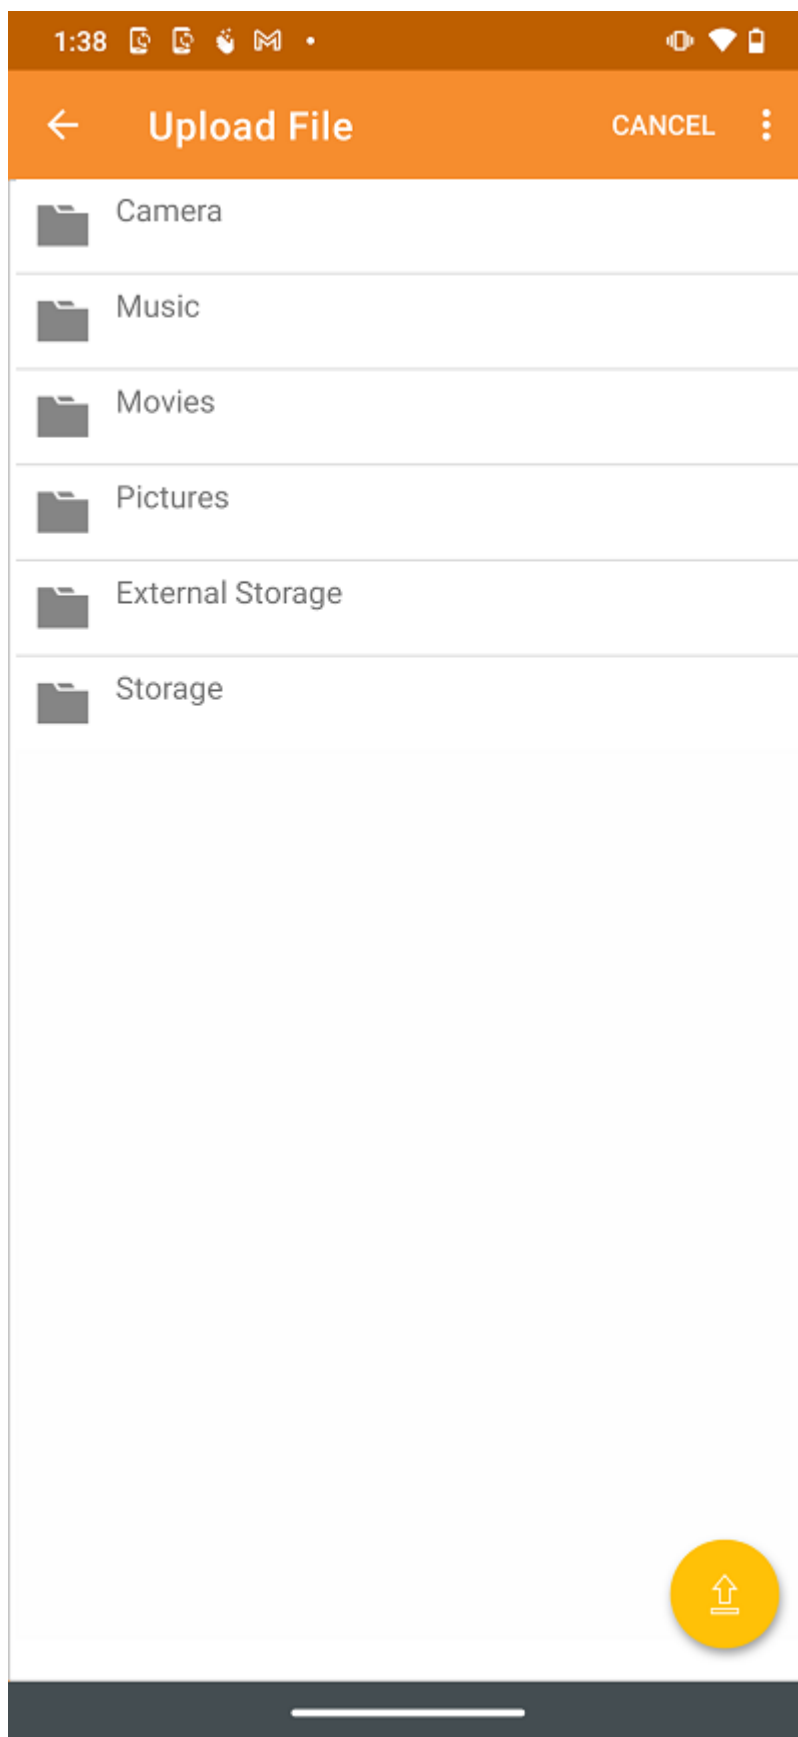 1:38
Upload File
CANCEL
Camera
Music
Movies
Pictures
External Storage
Storage